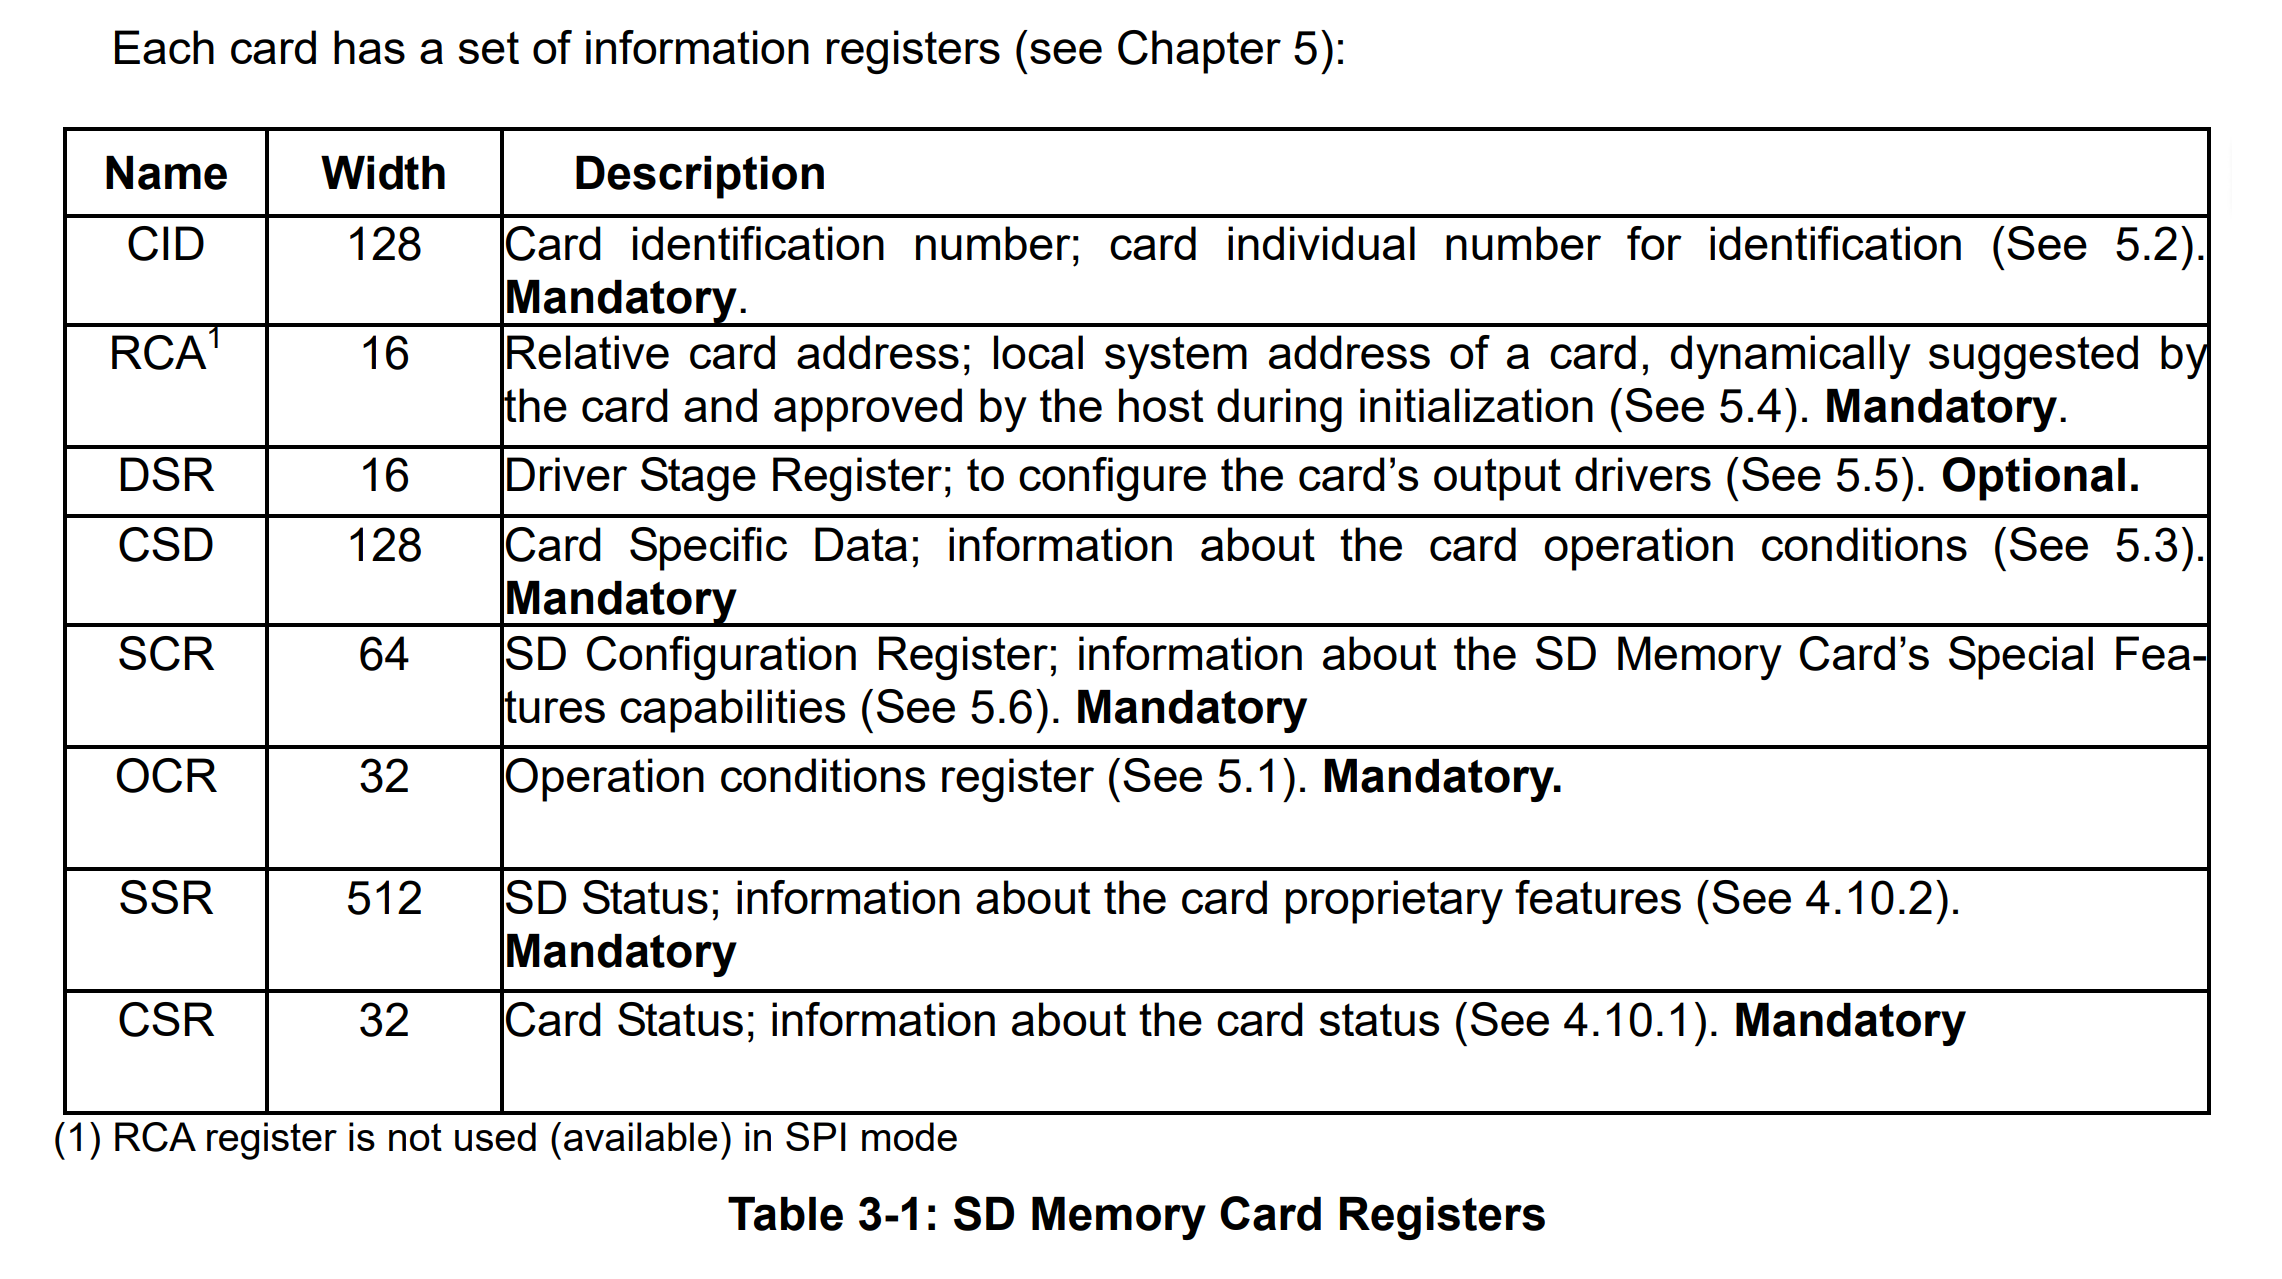 Each card has a set of information registers (see Chapter 5):
Name Width Description
CID 128 Card identification number; card individual number for identification (See 5.2).
Mandatory.
RCA1 16 Relative card address; local system address of a card, dynamically suggested by
the card and approved by the host during initialization (See 5.4). Mandatory.
DSR 16 Driver Stage Register; to configure the card’s output drivers (See 5.5). Optional.
CSD 128 Card Specific Data; information about the card operation conditions (See 5.3).
Mandatory
SCR 64 SD Configuration Register; information about the SD Memory Card’s Special Fea-
tures capabilities (See 5.6). Mandatory
OCR 32 Operation conditions register (See 5.1). Mandatory.
SSR 512 SD Status; information about the card proprietary features (See 4.10.2).
Mandatory
CSR 32 Card Status; information about the card status (See 4.10.1). Mandatory
(1) RCA register is not used (available) in SPI mode
Table 3-1: SD Memory Card Registers